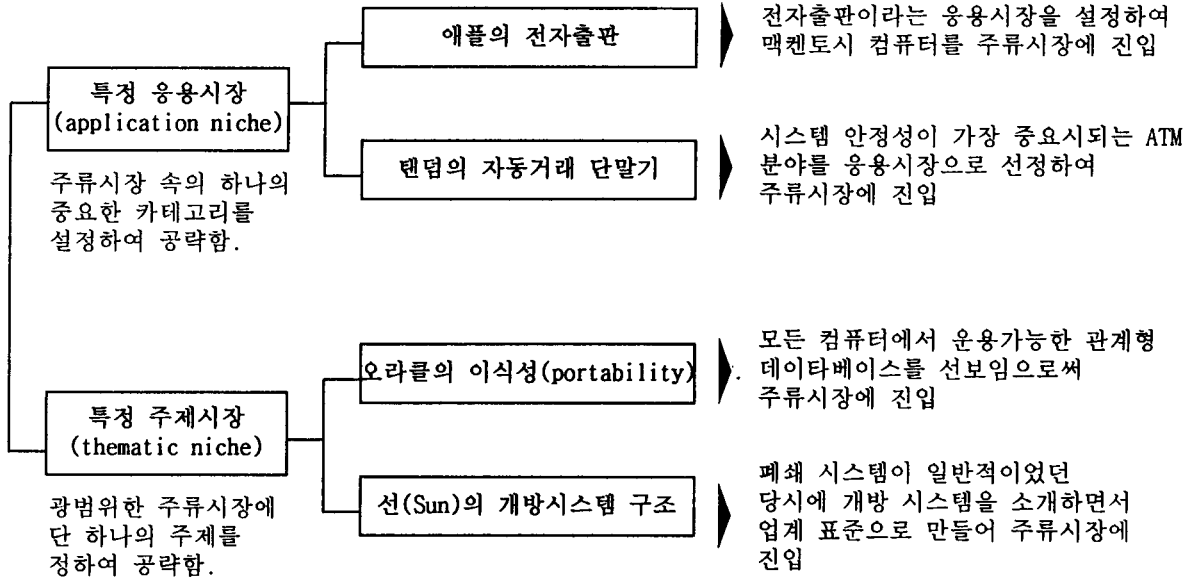 애플의 전자출판
전자출판이라는 응용시장을 설정하여
맥켄토시 컴퓨터를 주류시장에 진입
특정 응용시장
(application niche)
주류시장 속의 하나의
중요한 카테고리를
설정하여 공략함.
탠덤의 자동거래 단말기
시스템 안정성이 가장 중요시되는 ATM
분야를 응용시장으로 선정하여
주류시장에 진입
오라클의 이식성(portability)
모든 컴퓨터에서 운용가능한 관계형
데이타베이스를 선보임으로써
주류시장에 진입
특정 주제시장
(thematic niche)
광범위한 주류시장에
단 하나의 주제를
정하여 공략함.
선(Sun)의 개방시스템 구조
폐쇄 시스템이 일반적이었던
당시에 개방 시스템을 소개하면서
업계 표준으로 만들어 주류시장에
진입